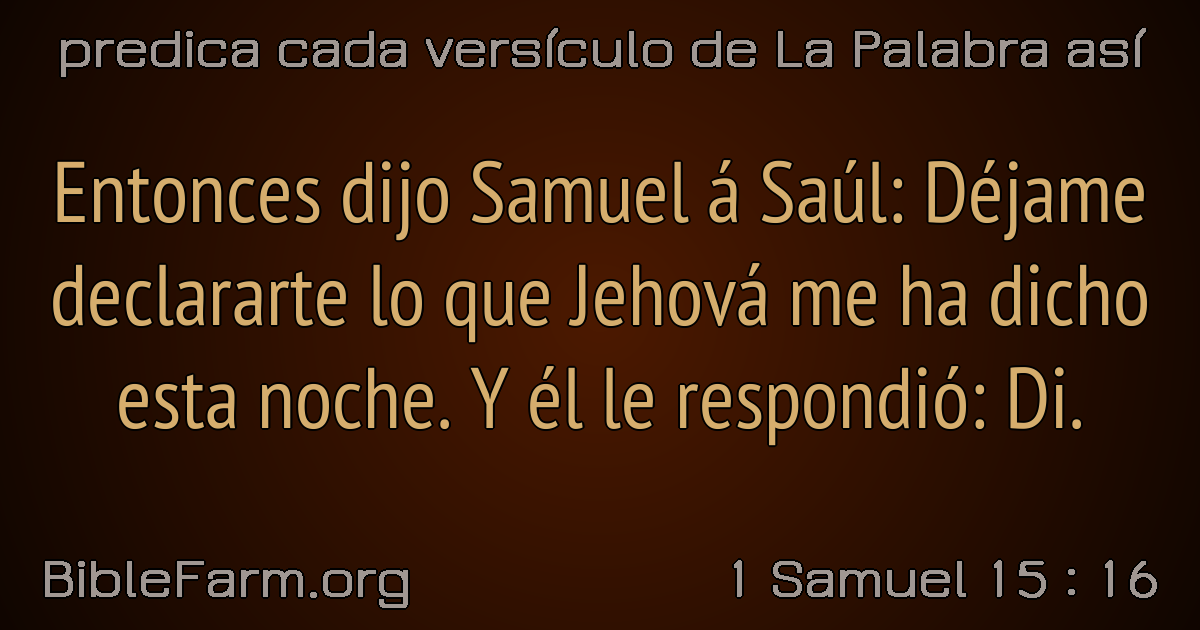 predica cada versículo de La Palabra así
Entonces dijo Samuel á Saúl: Déjame
declararte lo que Jehová me ha dicho
esta noche. Y él le respondió: Di.
BibleFarm.org
1 Samuel 15 : 16